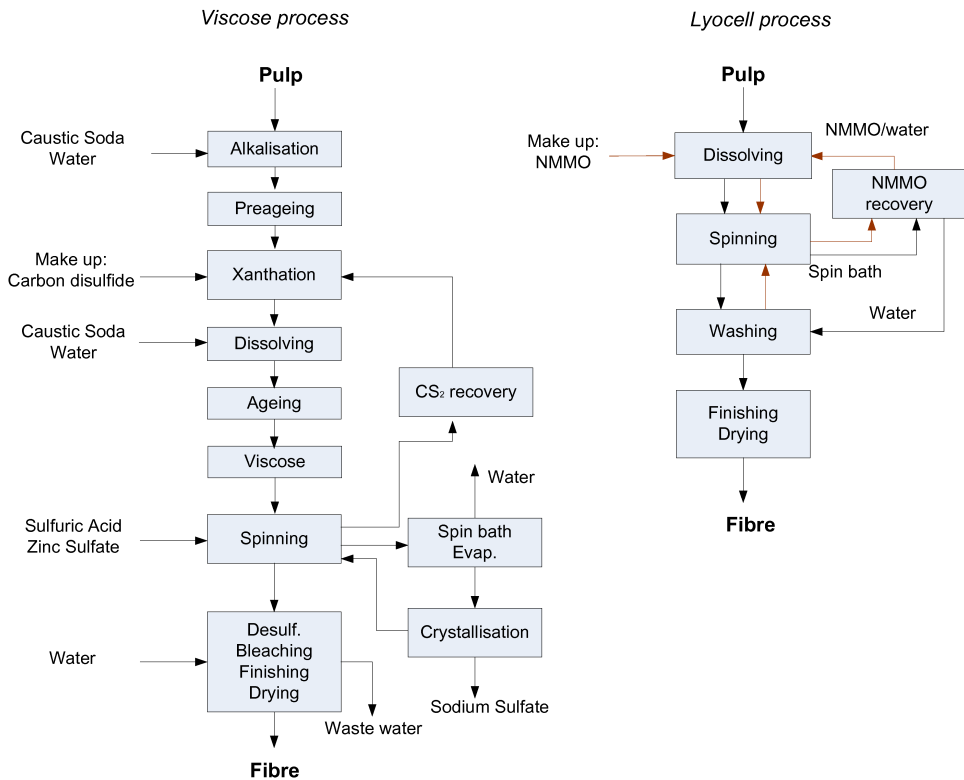 Viscose process
Pulp
Caustic Soda
Water
Alkalisation
Preageing
Make up:
Carbon disulfide
Xanthation
Caustic Soda
Water
Dissolving
CS₂ recovery
Ageing
Viscose
Water
Sulfuric Acid
Zinc Sulfate
Spinning
Spin bath
Evap.
Water
Desulf.
Bleaching
Finishing
Drying
Crystallisation
Sodium Sulfate
Waste water
Fibre
Lyocell process
Pulp
Make up:
NMMO
Dissolving
NMMO/water
NMMO
recovery
Spinning
Spin bath
Water
Washing
Finishing
Drying
Fibre